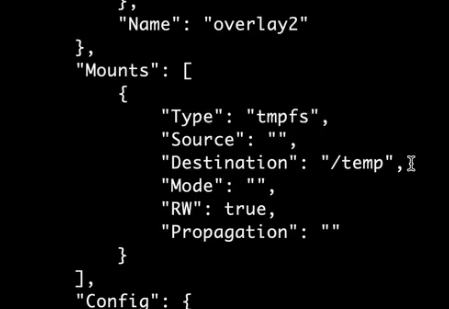 },
"Name": "overlay2"
},
"Mounts": [
{
"Type": "tmpfs",
"Source": "",
"Destination": "/temp",
"Mode": "",
"RW": true,
"Propagation": ""
}
],
"Config": {